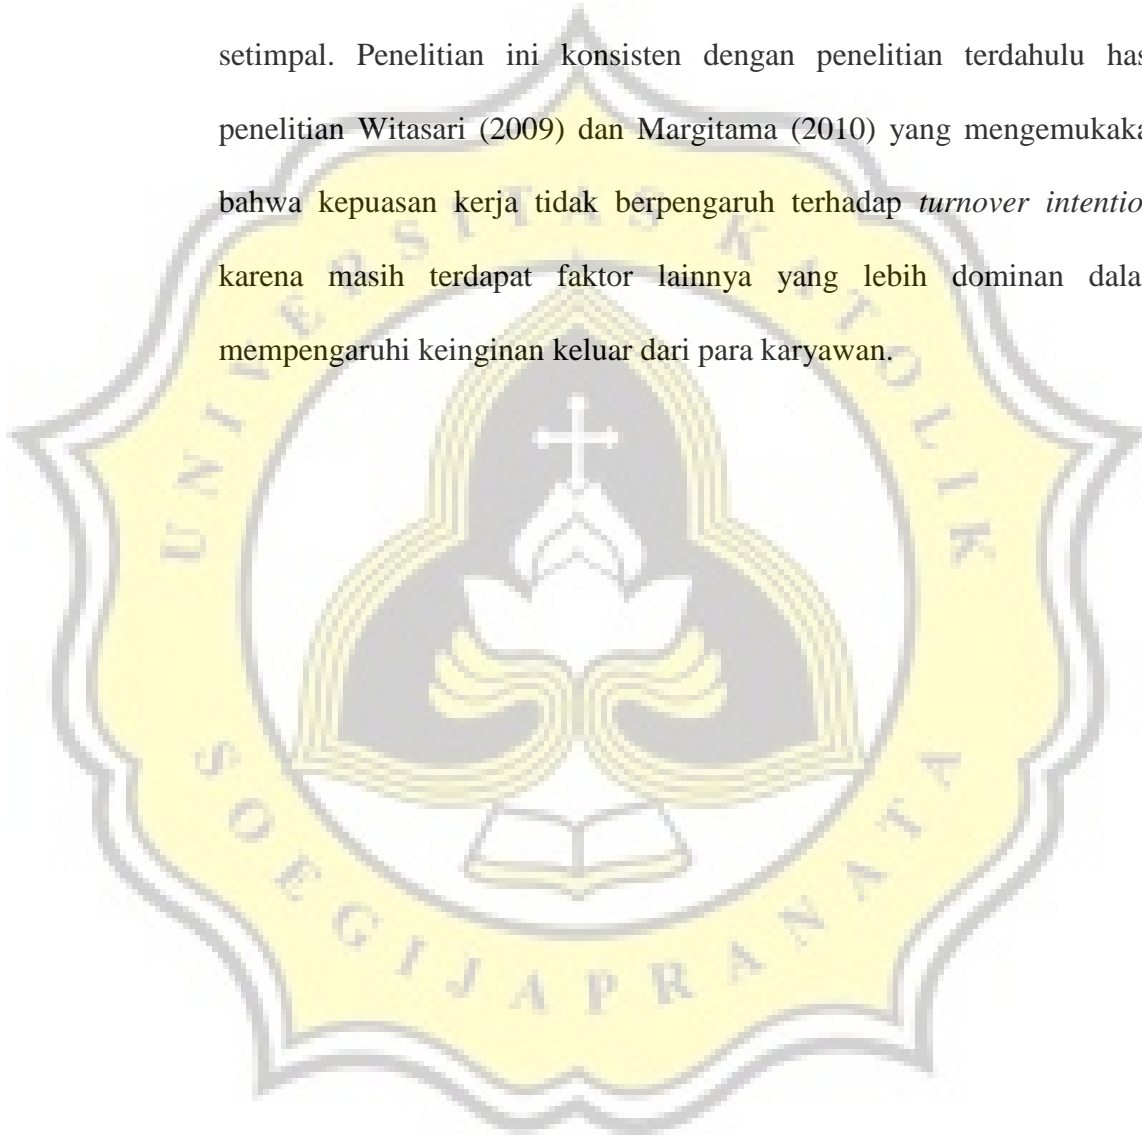 setimpal. Penelitian ini konsisten dengan penelitian terdahulu has
penelitian Witasari (2009) dan Margitama (2010) yang mengemukaka
bahwa kepuasan kerja tidak berpengaruh terhadap turnover intentio
karena masih terdapat faktor lainnya yang lebih dominan dala
mempengaruhi keinginan keluar dari para karyawan.
UNIVERSITAS KATOLIK
SOEGIJAPRANATA